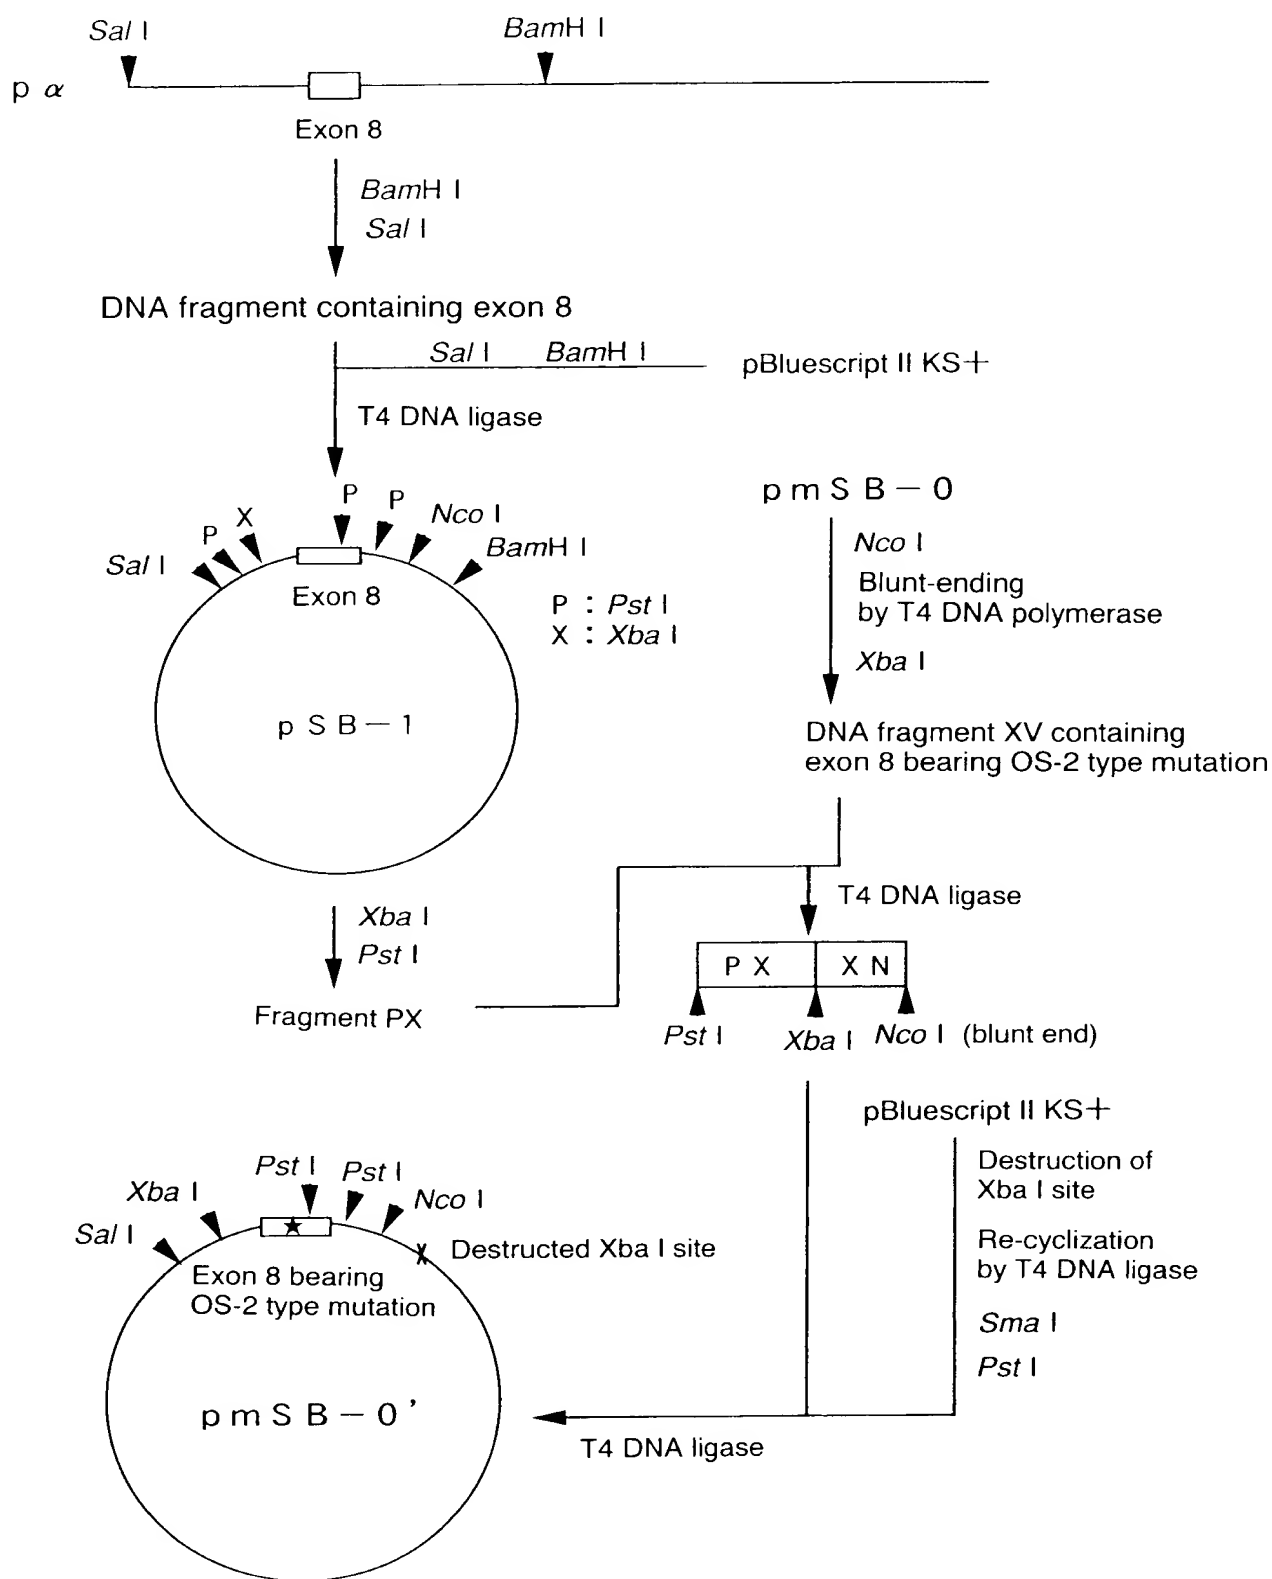 Sal I
BamH I
p α
Exon 8
BamH I
Sal I
DNA fragment containing exon 8
Sal I BamH I
pBluescript II KS+
T4 DNA ligase
Sal I
P
X
P
P
Nco I
BamH I
Exon 8
P : Pst I
X : Xba I
p S B - 1
p m S B - 0
Nco I
Blunt-ending
by T4 DNA polymerase
Xba I
DNA fragment XV containing
exon 8 bearing OS-2 type mutation
Xba I
Pst I
Fragment PX
T4 DNA ligase
P X
X N
Pst I
Xba I
Nco I (blunt end)
pBluescript II KS+
Destruction of
Xba I site
Re-cyclization
by T4 DNA ligase
Sma I
Pst I
T4 DNA ligase
Sal I
Xba I
Pst I
Pst I
Nco I
Destructed Xba I site
Exon 8 bearing
OS-2 type mutation
p m S B - 0 '